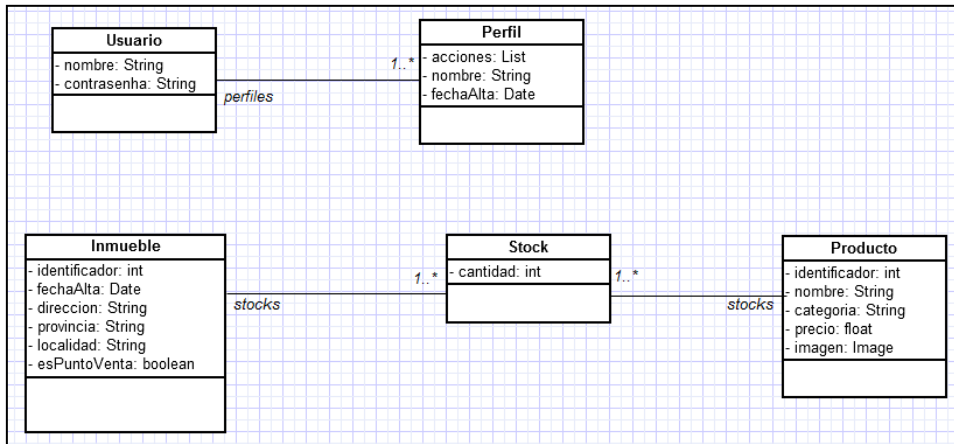 Usuario
- nombre: String
- contrasenha: String
perfiles
1..*
Perfil
- acciones: List
- nombre: String
- fechaAlta: Date
Inmueble
- identificador: int
- fechaAlta: Date
- direccion: String
- provincia: String
- localidad: String
- esPuntoVenta: boolean
stocks
1..*
Stock
- cantidad: int
1..*
stocks
Producto
- identificador: int
- nombre: String
- categoria: String
- precio: float
- imagen: Image